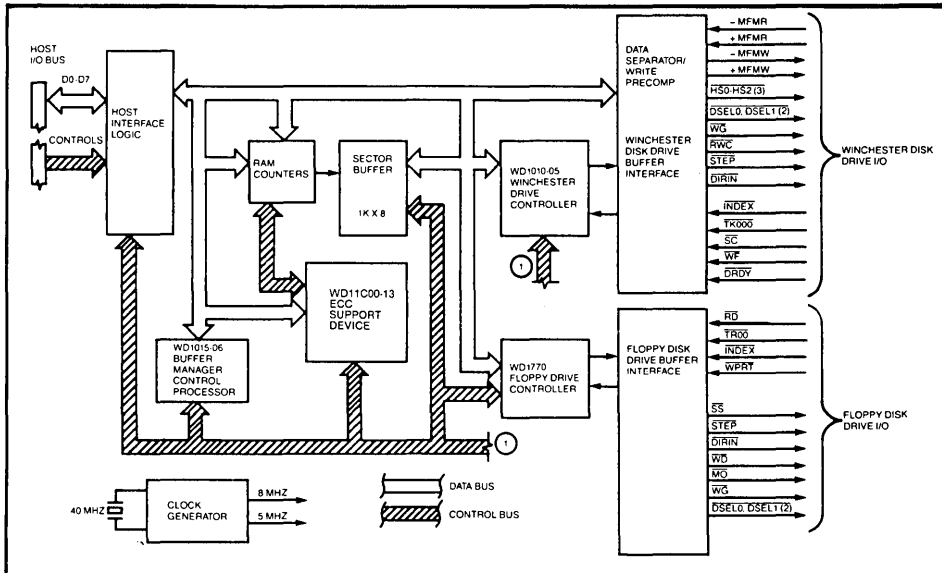 HOST
I/O BUS
D0-D7
CONTROLS
HOST
INTERFACE
LOGIC
RAM
COUNTERS
SECTOR
BUFFER
1K X 8
WD1010-05
WINCHESTER
DRIVE
CONTROLLER
1
WD11C00-13
ECC
SUPPORT
DEVICE
WD1015-06
BUFFER
MANAGER
CONTROL
PROCESSOR
WD1770
FLOPPY DRIVE
CONTROLLER
1
DATA
SEPARATOR/
WRITE
PRECOMP
WINCHESTER
DISK DRIVE
BUFFER
INTERFACE
- MFMR
+ MFMR
- MFMW
+ MFMW
HS0-HS2 (3)
DSEL0, DSEL1 (2)
WG
RWC
STEP
DIRIN
INDEX
TK000
SC
WF
DRDY
WINCHESTER DISK
DRIVE I/O
FLOPPY DISK
DRIVE BUFFER
INTERFACE
RD
TR00
INDEX
WPRT
SS
STEP
DIRIN
WD
MO
WG
DSEL0, DSEL1 (2)
FLOPPY DISK
DRIVE I/O
40 MHZ
CLOCK
GENERATOR
8 MHZ
5 MHZ
DATA BUS
CONTROL BUS